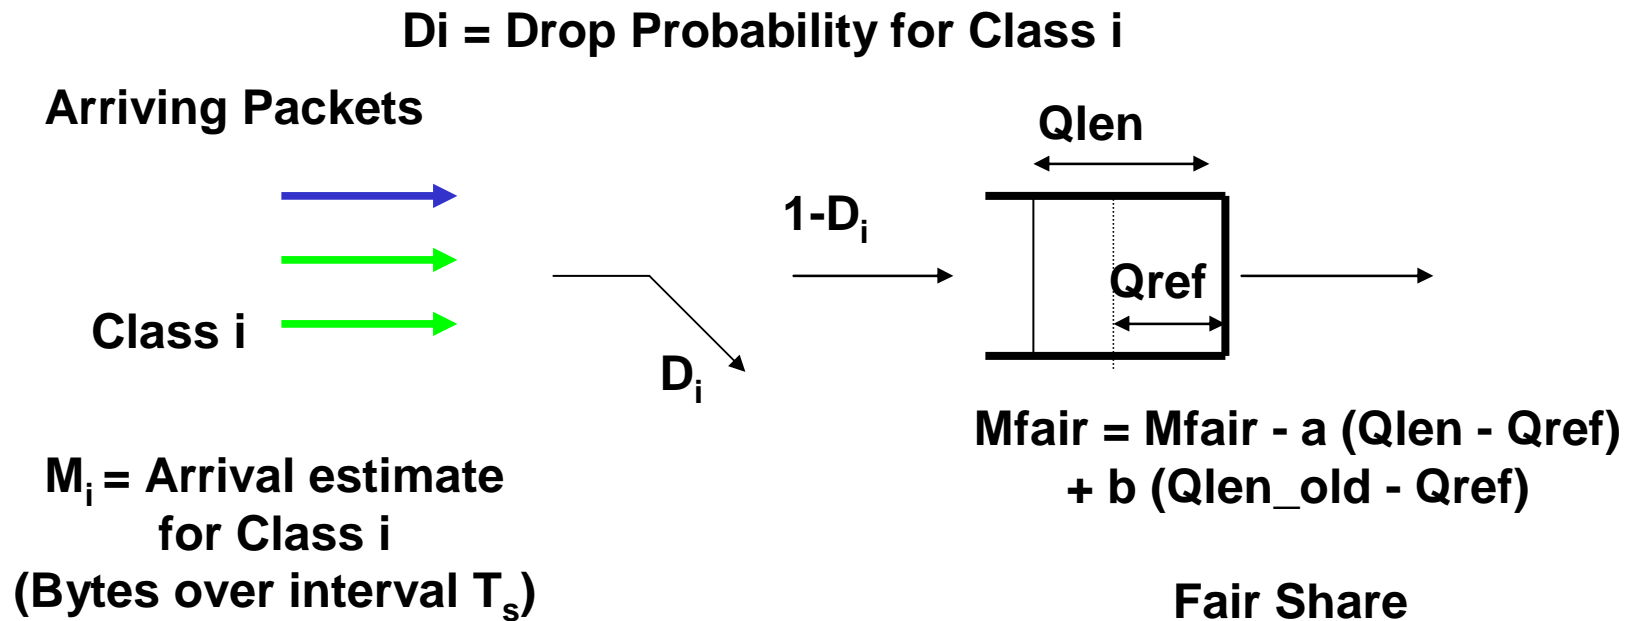 Di = Drop Probability for Class i
Arriving Packets
Qlen
1-Di
Qref
Class i
Di
Mfair = Mfair - a (Qlen - Qref)
+ b (Qlen_old - Qref)
Mi = Arrival estimate
for Class i
(Bytes over interval Ts)
Fair Share